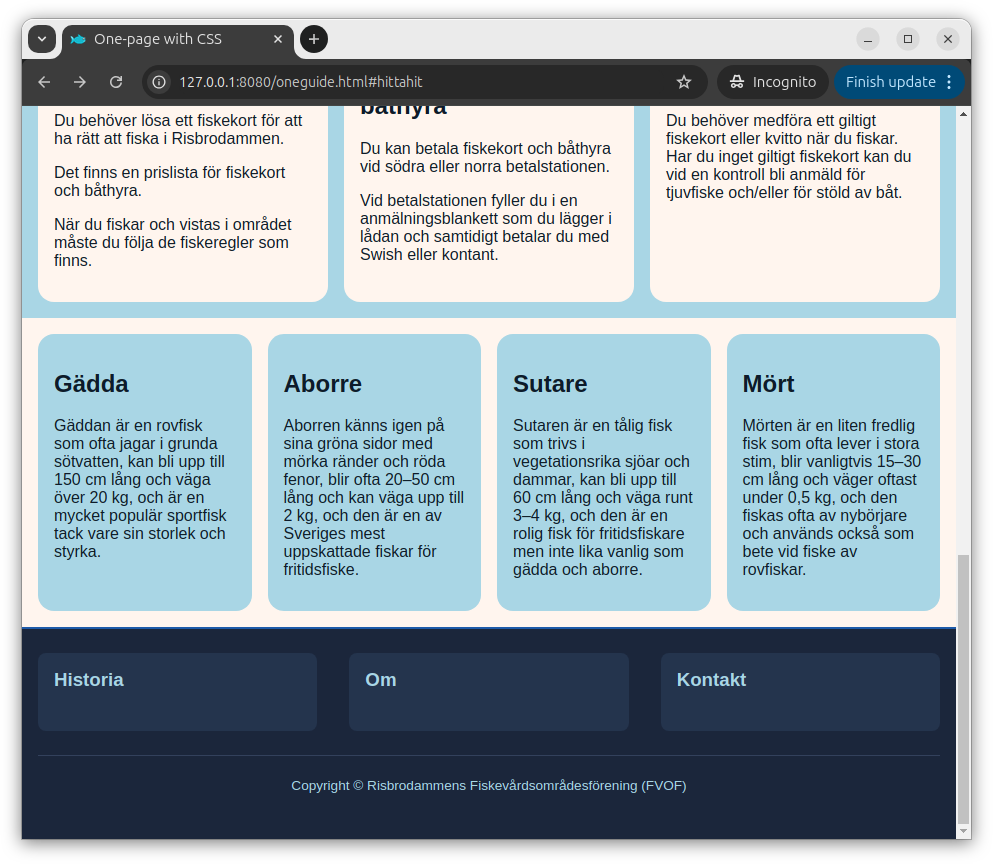 One-page with CSS
127.0.0.1:8080/oneguide.html#hittahit
Incognito
Finish update
Du behöver lösa ett fiskekort för att
ha rätt att fiska i Risbrodammen.
Det finns en prislista för fiskekort
och båthyra.
När du fiskar och vistas i området
måste du följa de fiskeregler som
finns.
båthyra
Du kan betala fiskekort och båthyra
vid södra eller norra betalstationen.
Vid betalstationen fyller du i en
anmälningsblankett som du lägger i
lådan och samtidigt betalar du med
Swish eller kontant.
Du behöver medföra ett giltigt
fiskekort eller kvitto när du fiskar.
Har du inget giltigt fiskekort kan du
vid en kontroll bli anmäld för
tjuvfiske och/eller för stöld av båt.
Gädda
Gäddan är en rovfisk
som ofta jagar i grunda
sötvatten, kan bli upp till
150 cm lång och väga
över 20 kg, och är en
mycket populär sportfisk
tack vare sin storlek och
styrka.
Aborre
Aborren känns igen på
sina gröna sidor med
mörka ränder och röda
fenor, blir ofta 20–50 cm
lång och kan väga upp till
2 kg, och den är en av
Sveriges mest
uppskattade fiskar för
fritidsfiske.
Sutare
Sutaren är en tålig fisk
som trivs i
vegetationsrika sjöar och
dammar, kan bli upp till
60 cm lång och väga runt
3–4 kg, och den är en
rolig fisk för fritidsfiskare
men inte lika vanlig som
gädda och aborre.
Mört
Mörten är en liten fredlig
fisk som ofta lever i stora
stim, blir vanligtvis 15–30
cm lång och väger oftast
under 0,5 kg, och den
fiskas ofta av nybörjare
och används också som
bete vid fiske av
rovfiskar.
Historia
Om
Kontakt
Copyright © Risbrodammens Fiskevårdsområdesförening (FVOF)